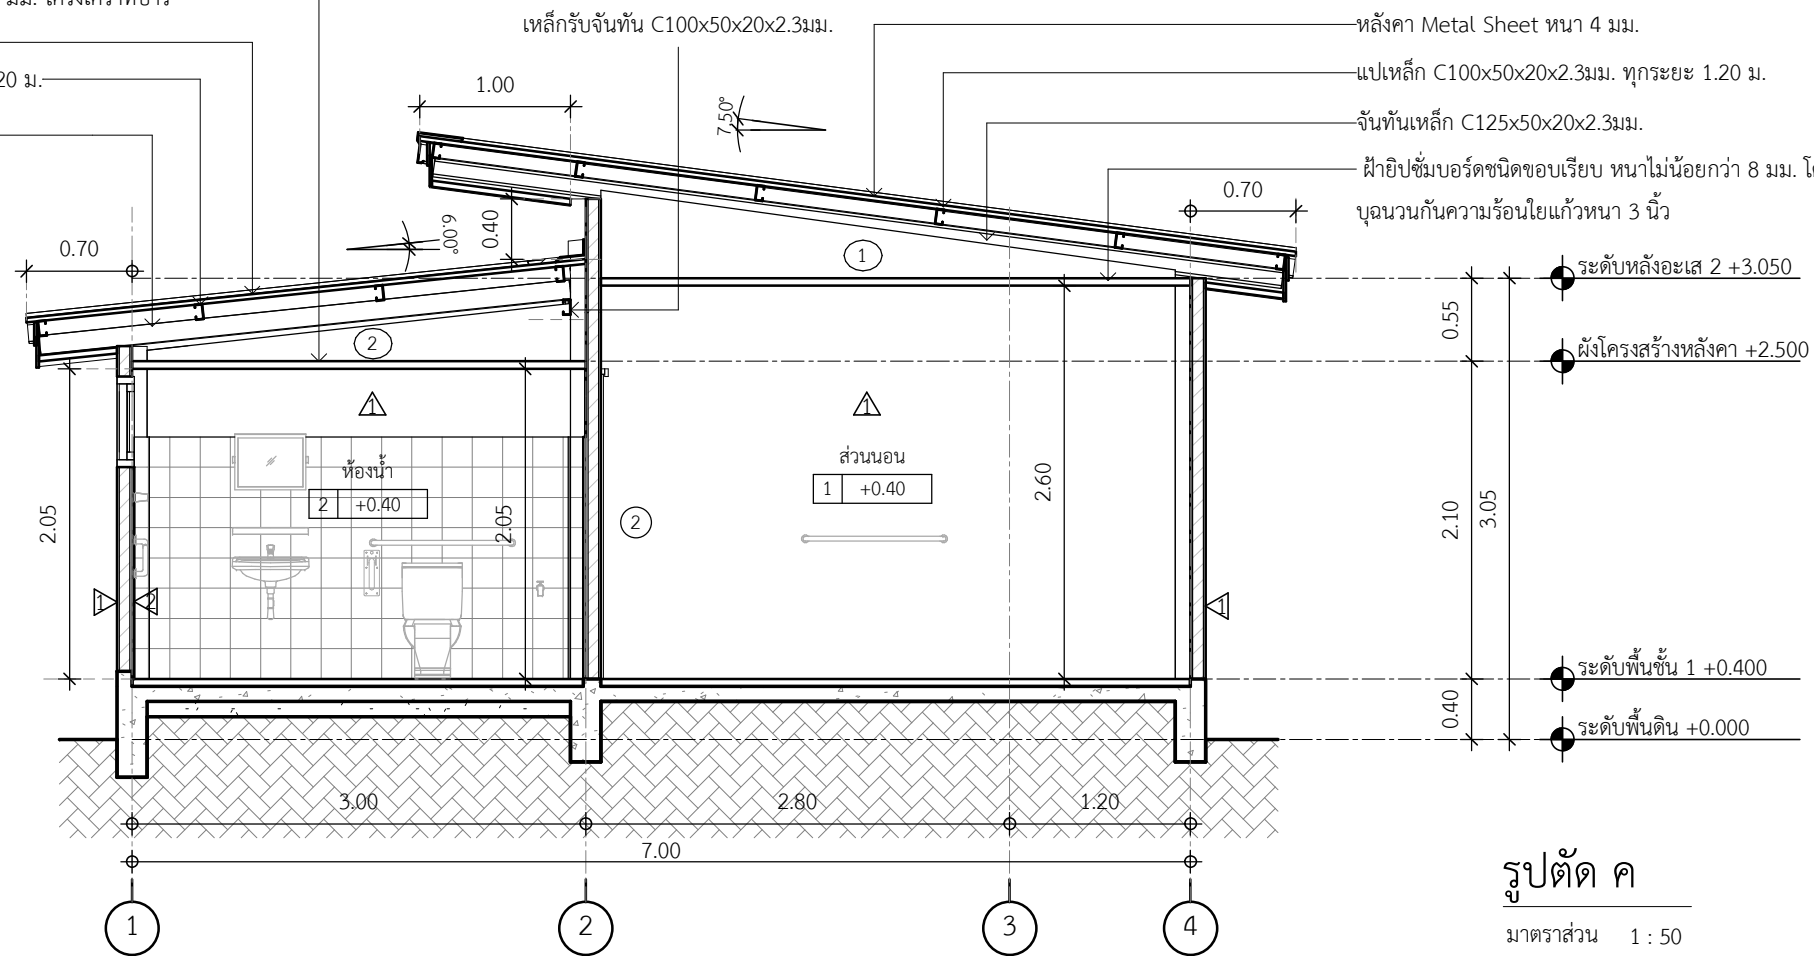 มม.
เหล็กรับจันทัน C100x50x20x2.3มม.
หลังคา Metal Sheet หนา 4 มม.
20 ม.
แปเหล็ก C100x50x20x2.3มม. ทุกระยะ 1.20 ม.
1.00
7.50°
จันทันเหล็ก C125x50x20x2.3มม.
ฝ้ายิปซั่มบอร์ดชนิดขอบเรียบ หนาไม่น้อยกว่า 8 มม.
บุฉนวนกันความร้อนใยแก้วหนา 3 นิ้ว
0.70
0.70
6.00°
0.40
1
ระดับหลังอะเส 2 +3.050
0.55
2
ผังโครงสร้างหลังคา +2.500
1
1
ห้องน้ำ
2 +0.40
ส่วนนอน
1 +0.40
2.05
2.05
2
2.60
2.10
3.05
1
2
1
ระดับพื้นชั้น 1 +0.400
0.40
ระดับพื้นดิน +0.000
3.00
2.80
1.20
7.00
1
2
3
4
รูปตัด ค
มาตราส่วน 1 : 50